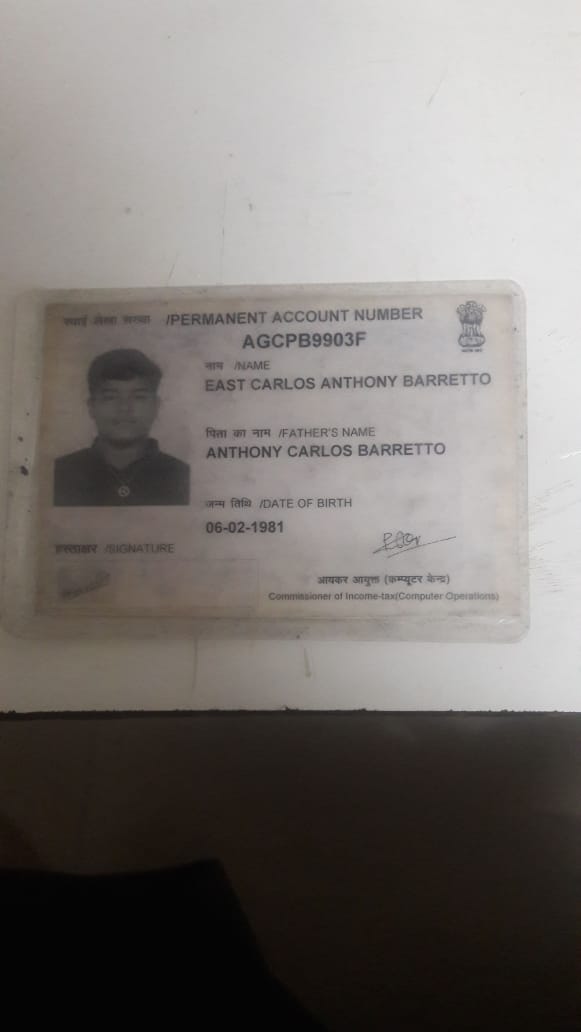 स्थाई लेखा संख्या /PERMANENT ACCOUNT NUMBER
AGCPB9903F
नाम /NAME
EAST CARLOS ANTHONY BARRETTO
पिता का नाम /FATHER'S NAME
ANTHONY CARLOS BARRETTO
जन्म तिथि /DATE OF BIRTH
06-02-1981
हस्ताक्षर /SIGNATURE
आयकर आयुक्त (कम्प्यूटर केन्द्र)
Commissioner of Income-tax(Computer Operations)